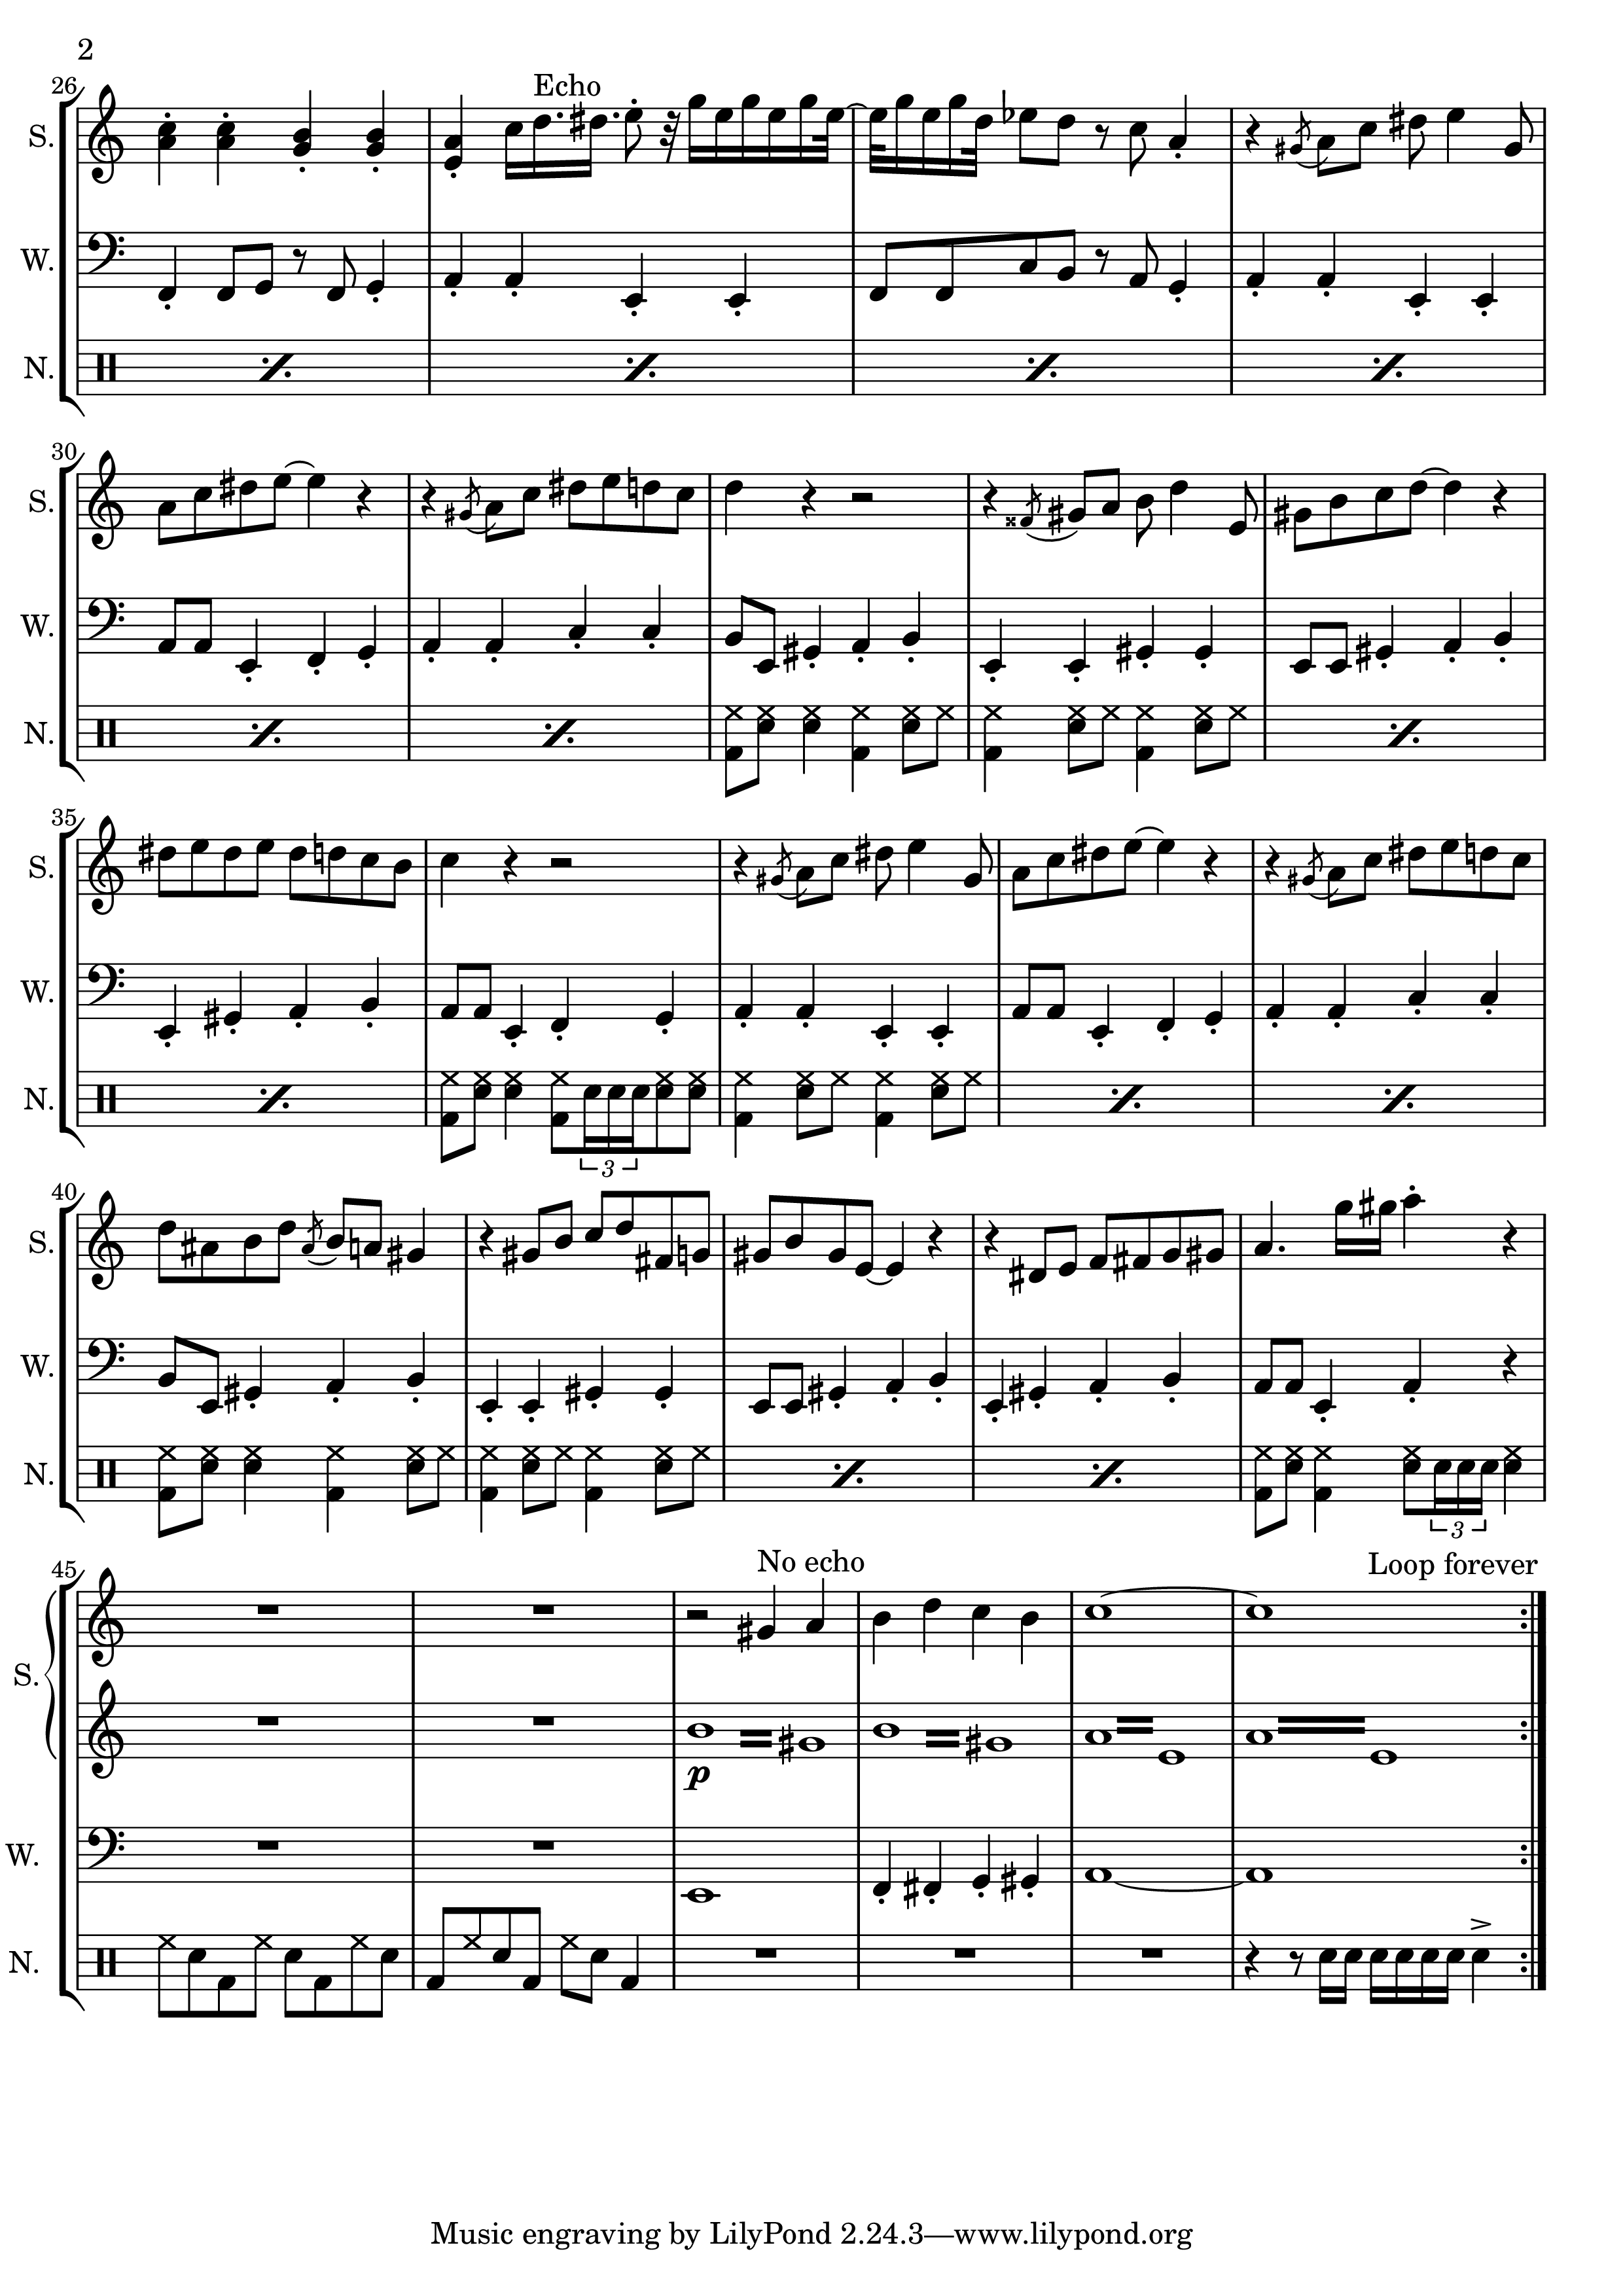 2
Echo
26
S.
W.
N.
30
S.
W.
N.
35
S.
W.
N.
3
40
S.
W.
N.
3
No echo
Loop forever
45
S.
p
W.
N.
Music engraving by LilyPond 2.24.3—www.lilypond.org